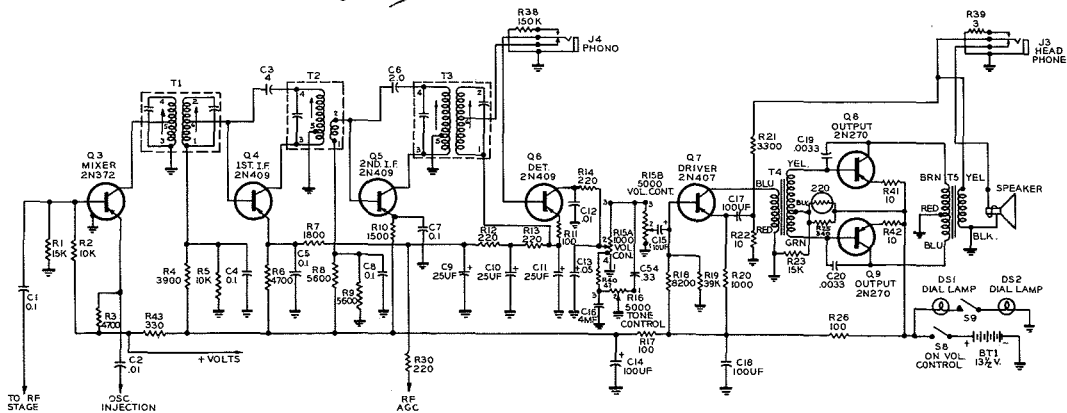 R38
150K
J4
PHONO
R39
3
J3
HEAD
PHONE
T1
C3
4
T2
C6
2.0
T3
Q3
MIXER
2N372
Q4
1ST. I.F.
2N409
Q5
2ND. I.F.
2N409
Q6
DET.
2N409
R14
220
C12
.01
R15B
5000
VOL. CONT.
R15A
1000
VOL.
CON.
Q7
DRIVER
2N407
C17
100UF
R21
3300
T4
BLU
RED
YEL.
BLK
GRN
C19
.0033
Q8
OUTPUT
2N270
220
R41
10
R42
10
BRN
RED
BLU
T5
YEL
BLK.
SPEAKER
R1
15K
R2
10K
R4
3900
R5
10K
C4
0.1
R6
4700
R7
1800
C5
0.1
R8
5600
R9
5600
C8
0.1
R10
1500
C7
0.1
C9
25UF
R12
220
C10
25UF
R13
220
C11
25UF
R11
100
C13
.05
R40
47
C16
4MF
C54
.33
R16
5000
TONE
CONTROL
C15
10UF
R18
8200
R19
39K
R20
1000
R22
10
R23
15K
C20
.0033
Q9
OUTPUT
2N270
DS1
DIAL LAMP
DS2
DIAL LAMP
S9
C1
0.1
R3
4700
R43
330
C2
.01
+VOLTS
R30
220
R17
100
C14
100UF
C18
100UF
R26
100
S8
ON VOL.
CONTROL
BT1
13½ V.
TO RF
STAGE
OSC.
INJECTION
RF
AGC